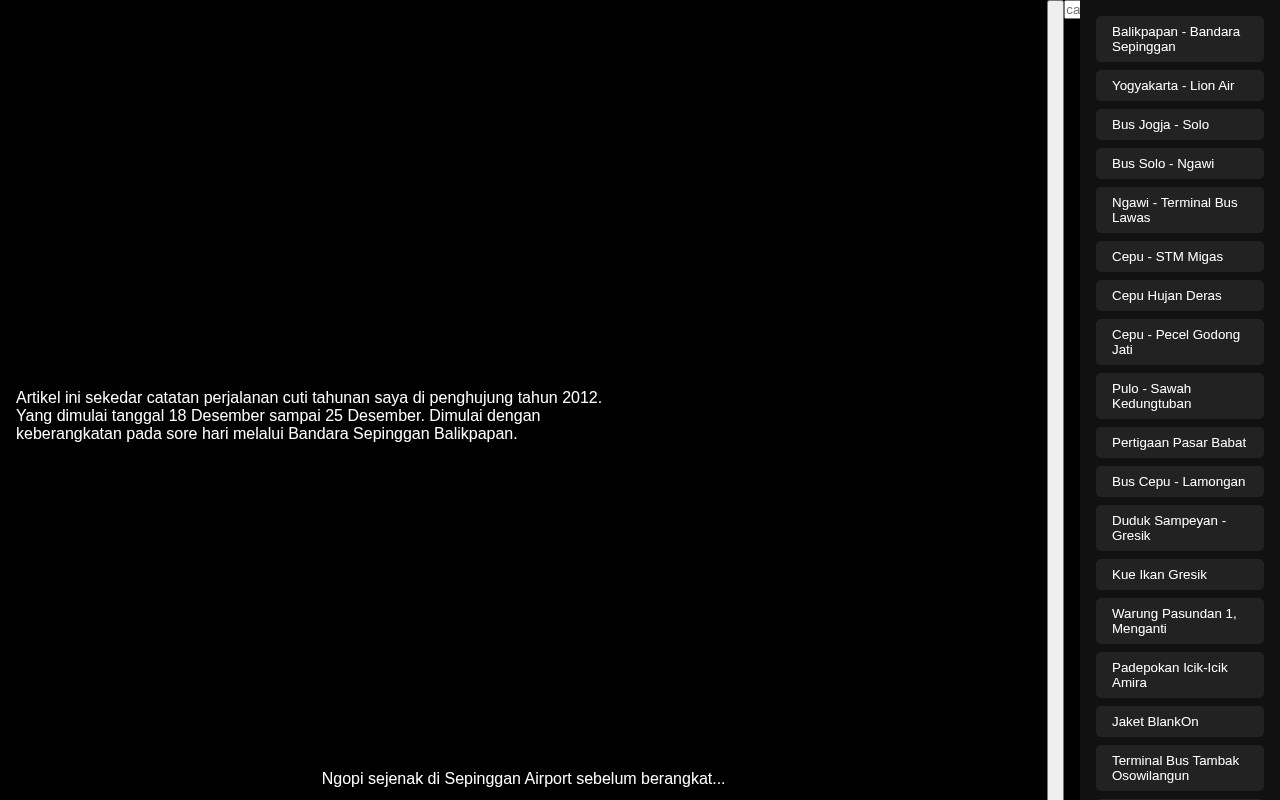 ca
Balikpapan - Bandara
Sepinggan
Yogyakarta - Lion Air
Bus Jogja - Solo
Bus Solo - Ngawi
Ngawi - Terminal Bus
Lawas
Cepu - STM Migas
Cepu Hujan Deras
Cepu - Pecel Godong
Jati
Pulo - Sawah
Kedungtuban
Pertigaan Pasar Babat
Bus Cepu - Lamongan
Duduk Sampeyan -
Gresik
Kue Ikan Gresik
Warung Pasundan 1,
Menganti
Padepokan Icik-Icik
Amira
Jaket BlankOn
Terminal Bus Tambak
Osowilangun
Artikel ini sekedar catatan perjalanan cuti tahunan saya di penghujung tahun 2012.
Yang dimulai tanggal 18 Desember sampai 25 Desember. Dimulai dengan
keberangkatan pada sore hari melalui Bandara Sepinggan Balikpapan.
Ngopi sejenak di Sepinggan Airport sebelum berangkat...